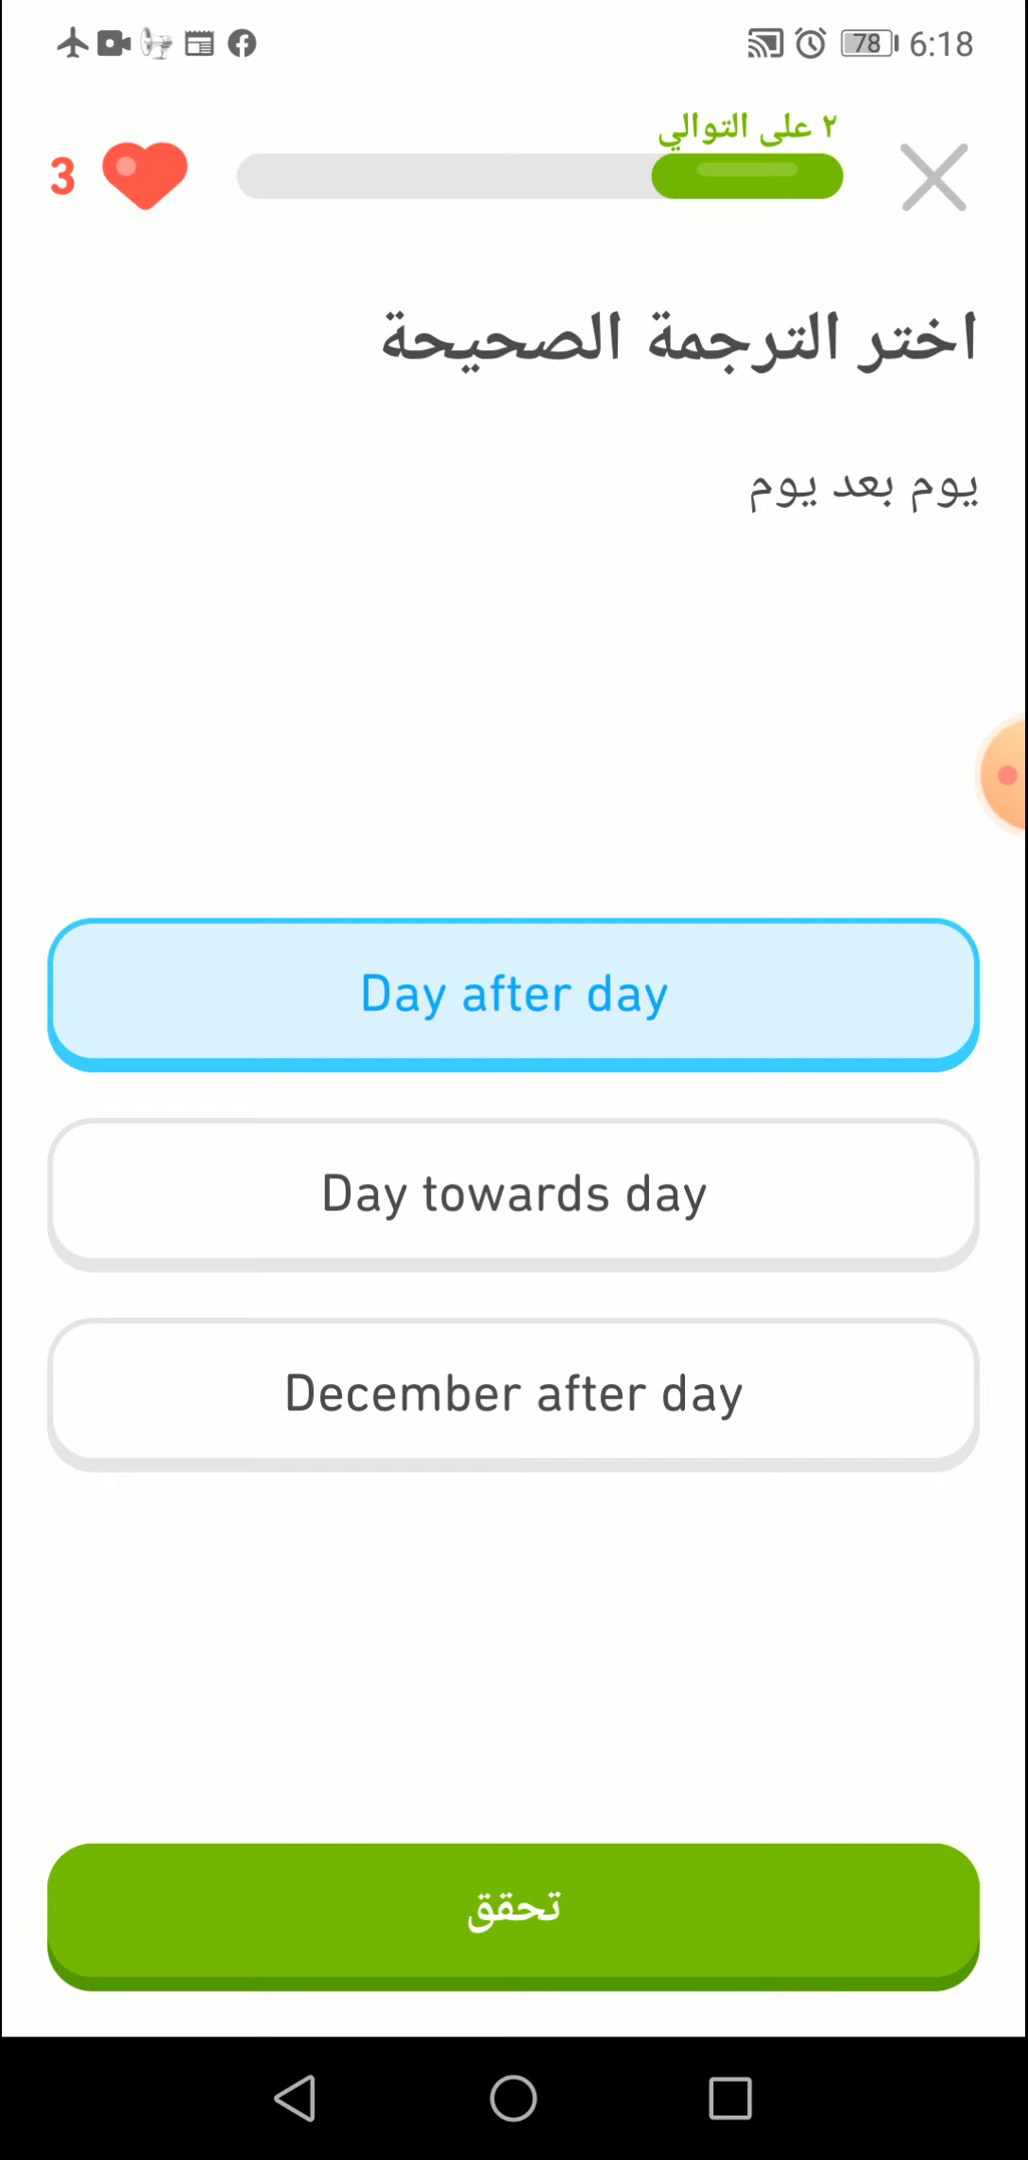 78 6:18
٢ على التوالي
3
اختر الترجمة الصحيحة
يوم بعد يوم
Day after day
Day towards day
December after day
تحقق